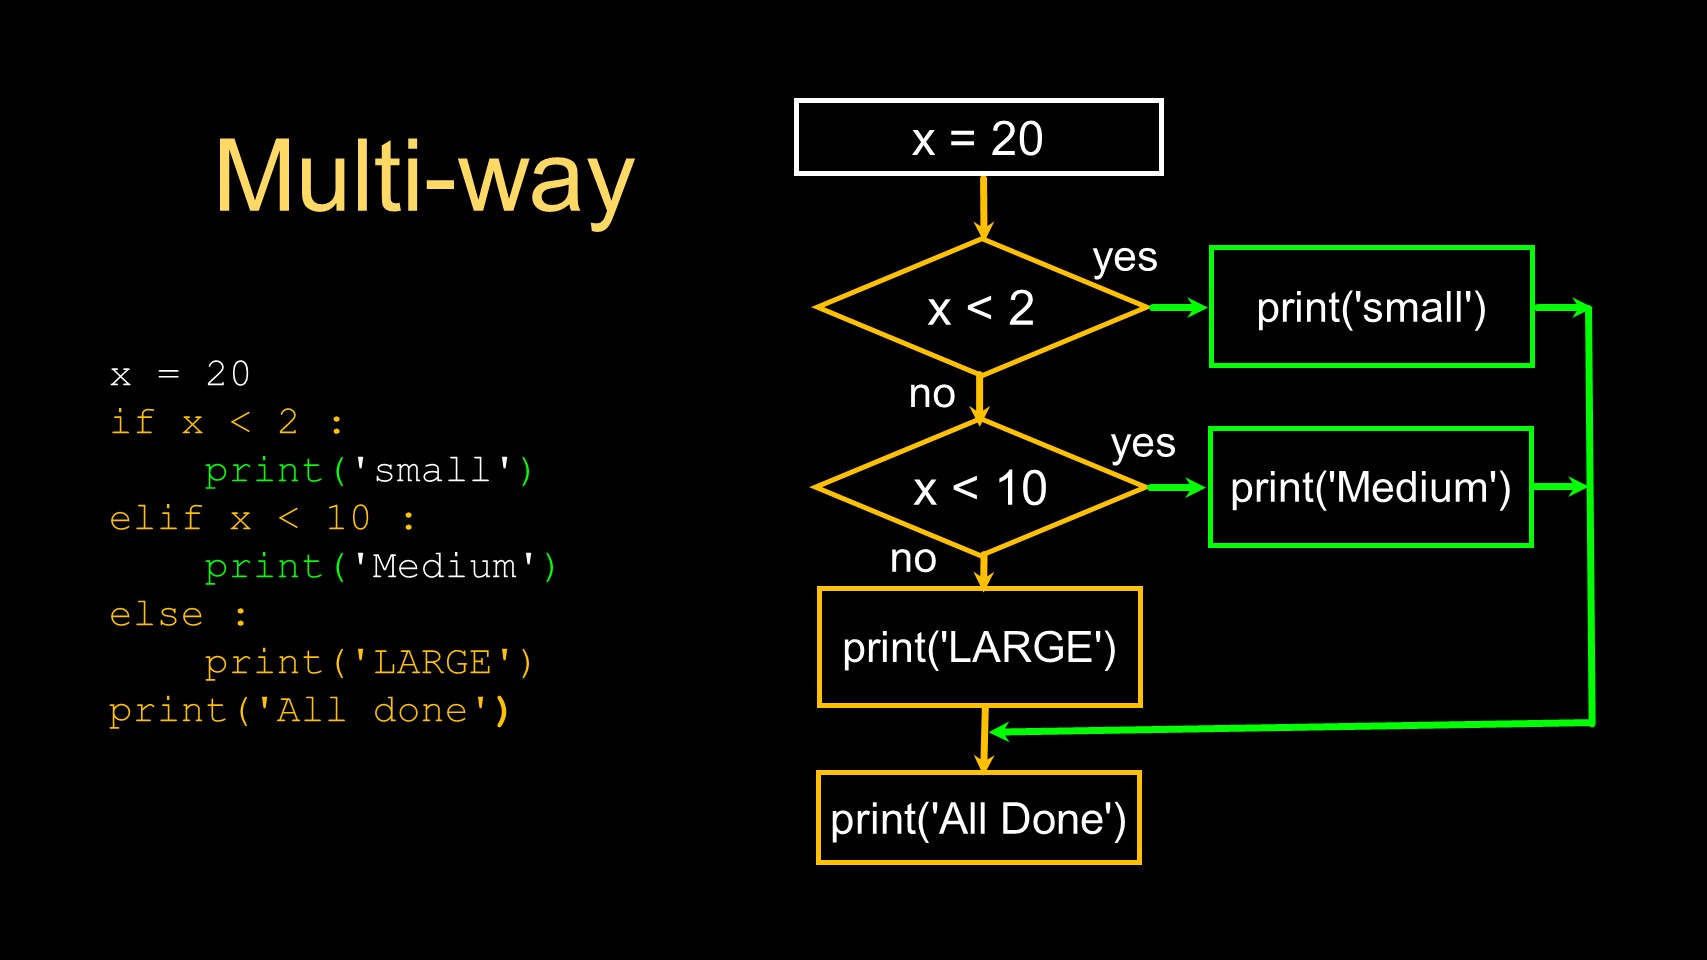 Multi-way
x = 20
if x < 2 :
    print('small')
elif x < 10 :
    print('Medium')
else :
    print('LARGE')
print('All done')
x = 20
x < 2
yes
print('small')
no
x < 10
yes
print('Medium')
no
print('LARGE')
print('All Done')